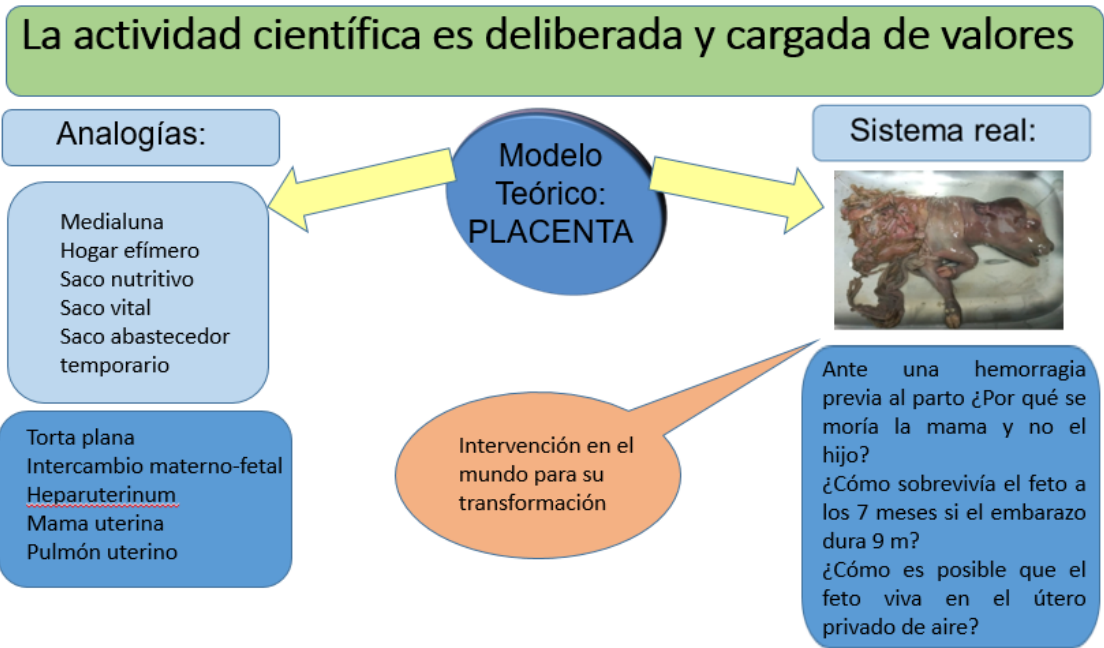 La actividad científica es deliberada y cargada de valores
Analogías:
Modelo
Teórico:
PLACENTA
Sistema real:
Medialuna
Hogar efímero
Saco nutritivo
Saco vital
Saco abastecedor
temporario
Torta plana
Intercambio materno-fetal
Heparuterinum
Mama uterina
Pulmón uterino
Intervención en el
mundo para su
transformación
Ante una hemorragia
previa al parto ¿Por qué se
moría la mama y no el
hijo?
¿Cómo sobrevivía el feto a
los 7 meses si el embarazo
dura 9 m?
¿Cómo es posible que el
feto viva en el útero
privado de aire?